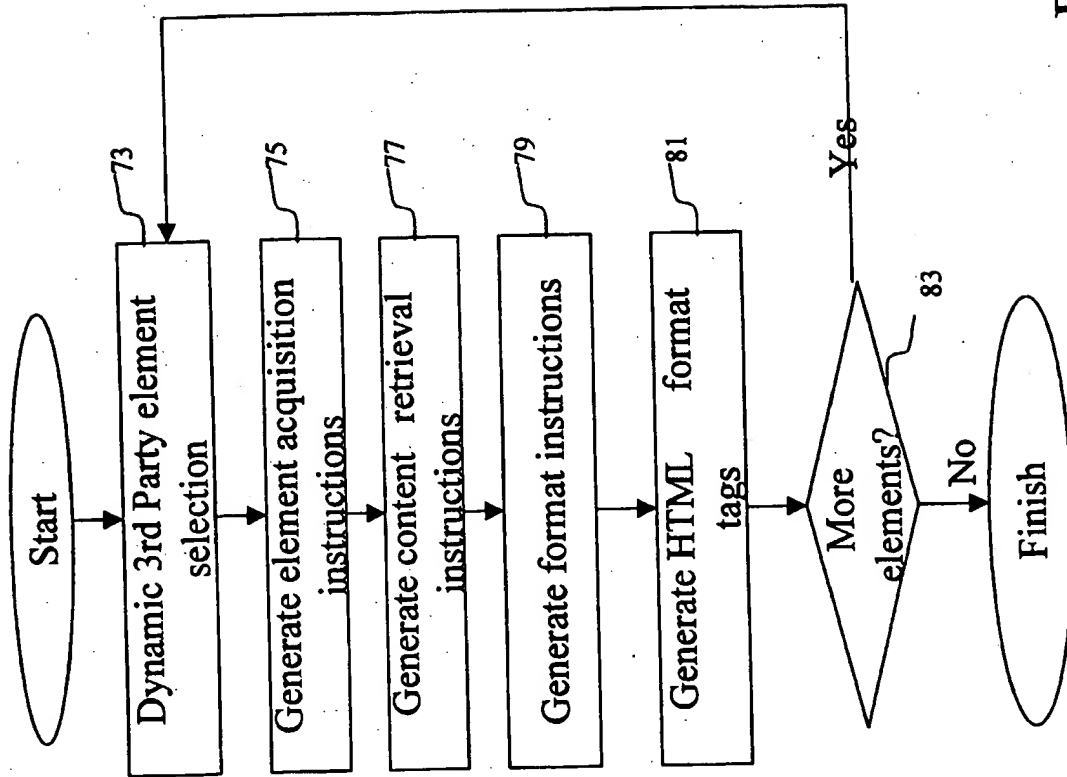 Start
73
Dynamic 3rd Party element
selection
75
Generate element acquisition
instructions
77
Generate content retrieval
instructions
79
Generate format instructions
81
Generate HTML format
tags
More
elements?
Yes
83
No
Finish